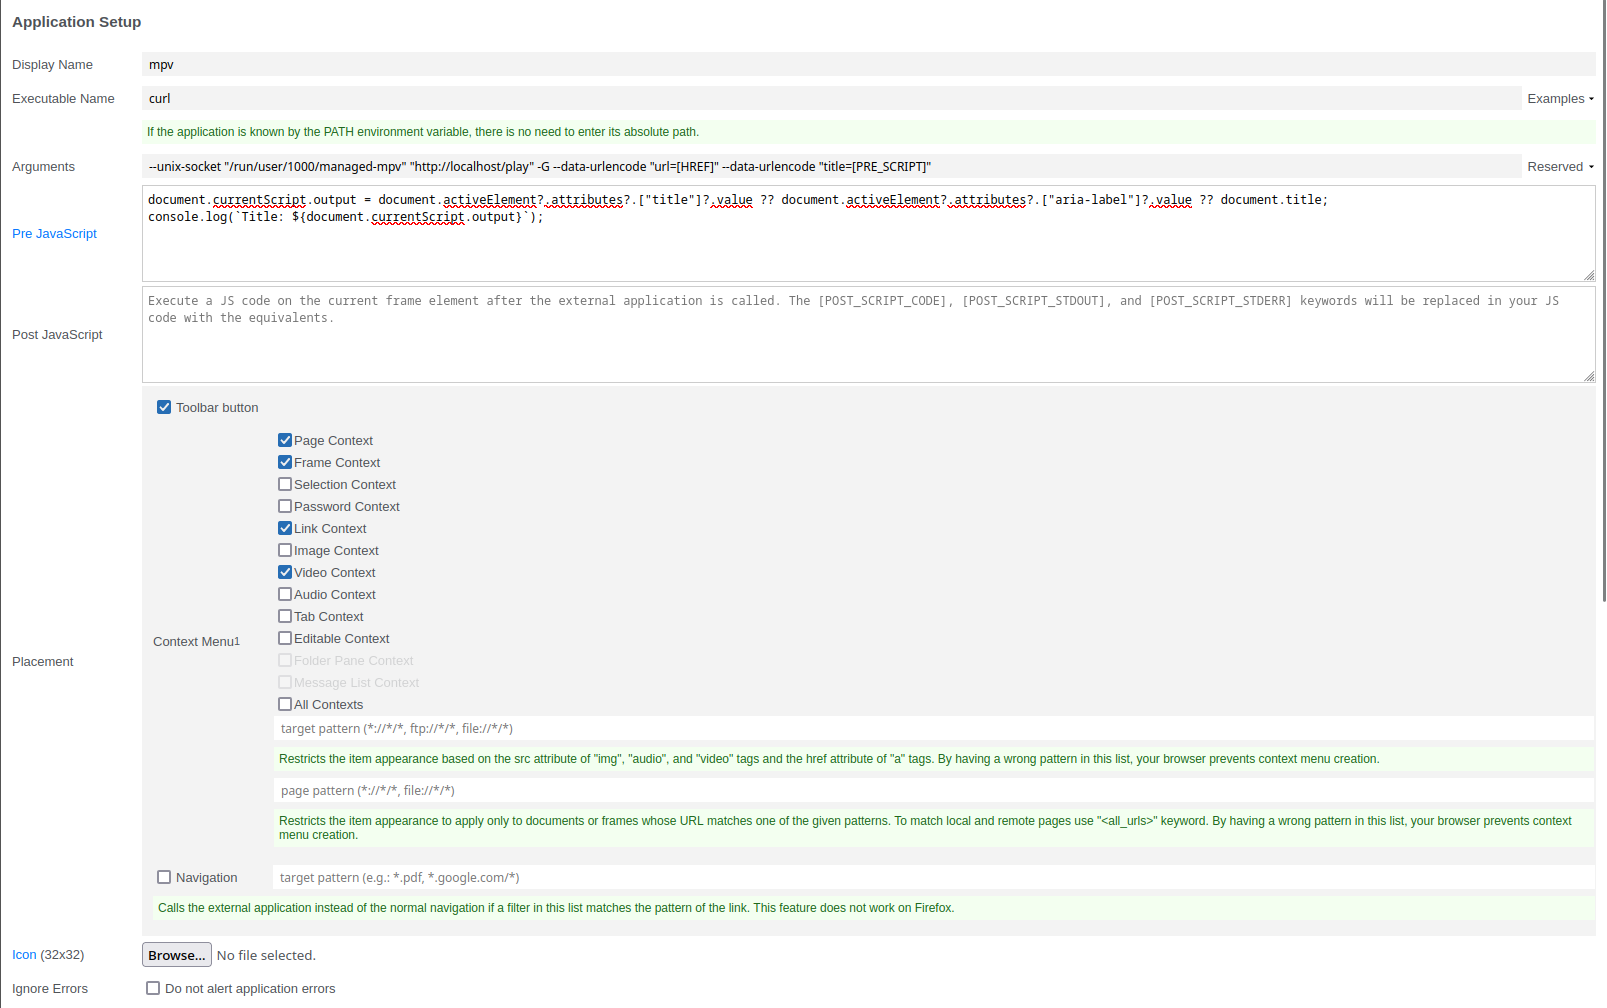 Application Setup
Display Name
mpv
Executable Name
curl
Examples
If the application is known by the PATH environment variable, there is no need to enter its absolute path.
Arguments
--unix-socket "/run/user/1000/managed-mpv" "http://localhost/play" -G --data-urlencode "url=[HREF]" --data-urlencode "title=[PRE_SCRIPT]"
Reserved
Pre JavaScript
document.currentScript.output = document.activeElement?.attributes?.["title"]?.value ?? document.activeElement?.attributes?.["aria-label"]?.value ?? document.title;
console.log(`Title: ${document.currentScript.output}`);
Post JavaScript
Execute a JS code on the current frame element after the external application is called. The [POST_SCRIPT_CODE], [POST_SCRIPT_STDOUT], and [POST_SCRIPT_STDERR] keywords will be replaced in your JS
code with the equivalents.
Placement
Toolbar button
Context Menu1
Page Context
Frame Context
Selection Context
Password Context
Link Context
Image Context
Video Context
Audio Context
Tab Context
Editable Context
Folder Pane Context
Message List Context
All Contexts
target pattern (*://*/*, ftp://*/*, file://*/*)
Restricts the item appearance based on the src attribute of "img", "audio", and "video" tags and the href attribute of "a" tags. By having a wrong pattern in this list, your browser prevents context menu creation.
page pattern (*://*/*, file://*/*)
Restricts the item appearance to apply only to documents or frames whose URL matches one of the given patterns. To match local and remote pages use "<all_urls>" keyword. By having a wrong pattern in this list, your browser prevents context
menu creation.
Navigation
target pattern (e.g.: *.pdf, *.google.com/*)
Calls the external application instead of the normal navigation if a filter in this list matches the pattern of the link. This feature does not work on Firefox.
Icon (32x32)
Browse... No file selected.
Ignore Errors
Do not alert application errors